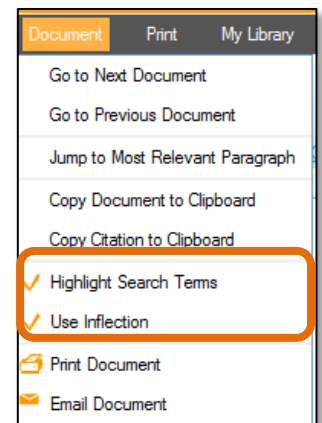 Document Print My Library
Go to Next Document
Go to Previous Document
Jump to Most Relevant Paragraph
Copy Document to Clipboard
Copy Citation to Clipboard
Highlight Search Terms
Use Inflection
Print Document
Email Document